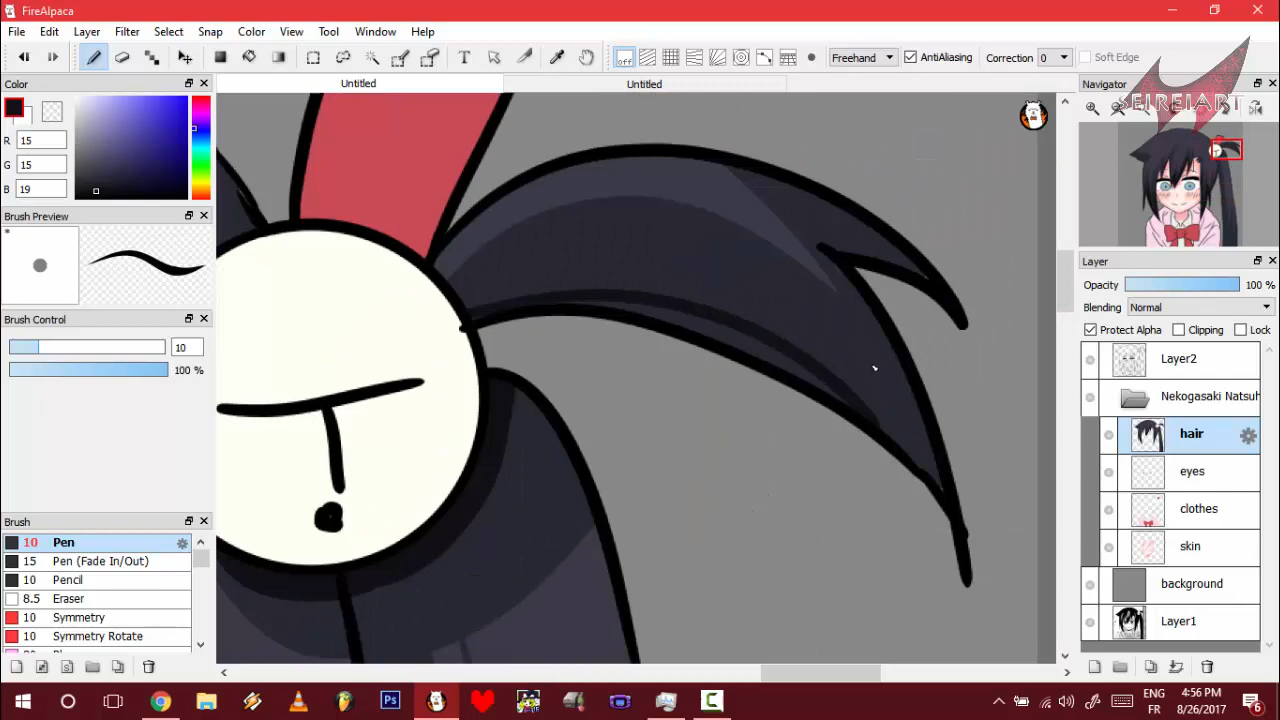 FireAlpaca
File Edit Layer Filter Select Snap Color View Tool Window Help
off Freehand AntiAliasing Correction 0 Soft Edge
Color
Untitled
Untitled
Navigator
SEIREIART
R 15
G 15
B 19
Brush Preview
*
Layer
Opacity 100 %
Blending Normal
Brush Control
Protect Alpha Clipping Lock
10
100 %
Layer2
Nekogasaki Natsuh
hair
eyes
clothes
skin
background
Layer1
Brush
10 Pen
15 Pen (Fade In/Out)
10 Pencil
8.5 Eraser
10 Symmetry
10 Symmetry Rotate
Ps
ENG
FR
4:56 PM
8/26/2017
6